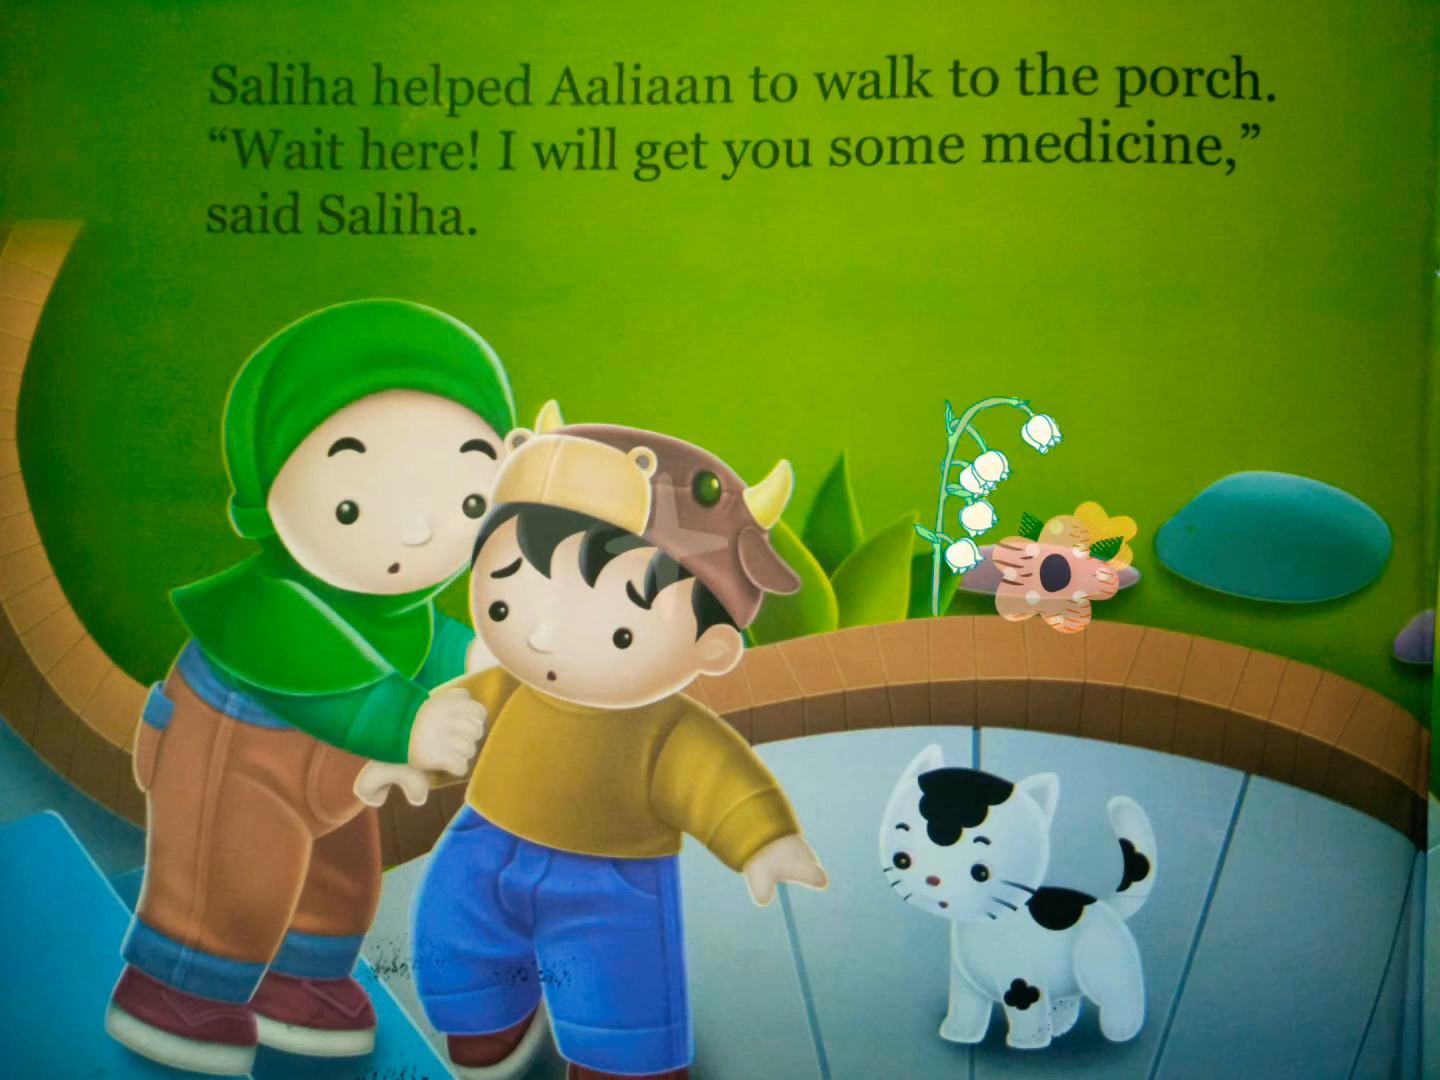 Saliha helped Aaliaan to walk to the porch.
“Wait here! I will get you some medicine,”
said Saliha.